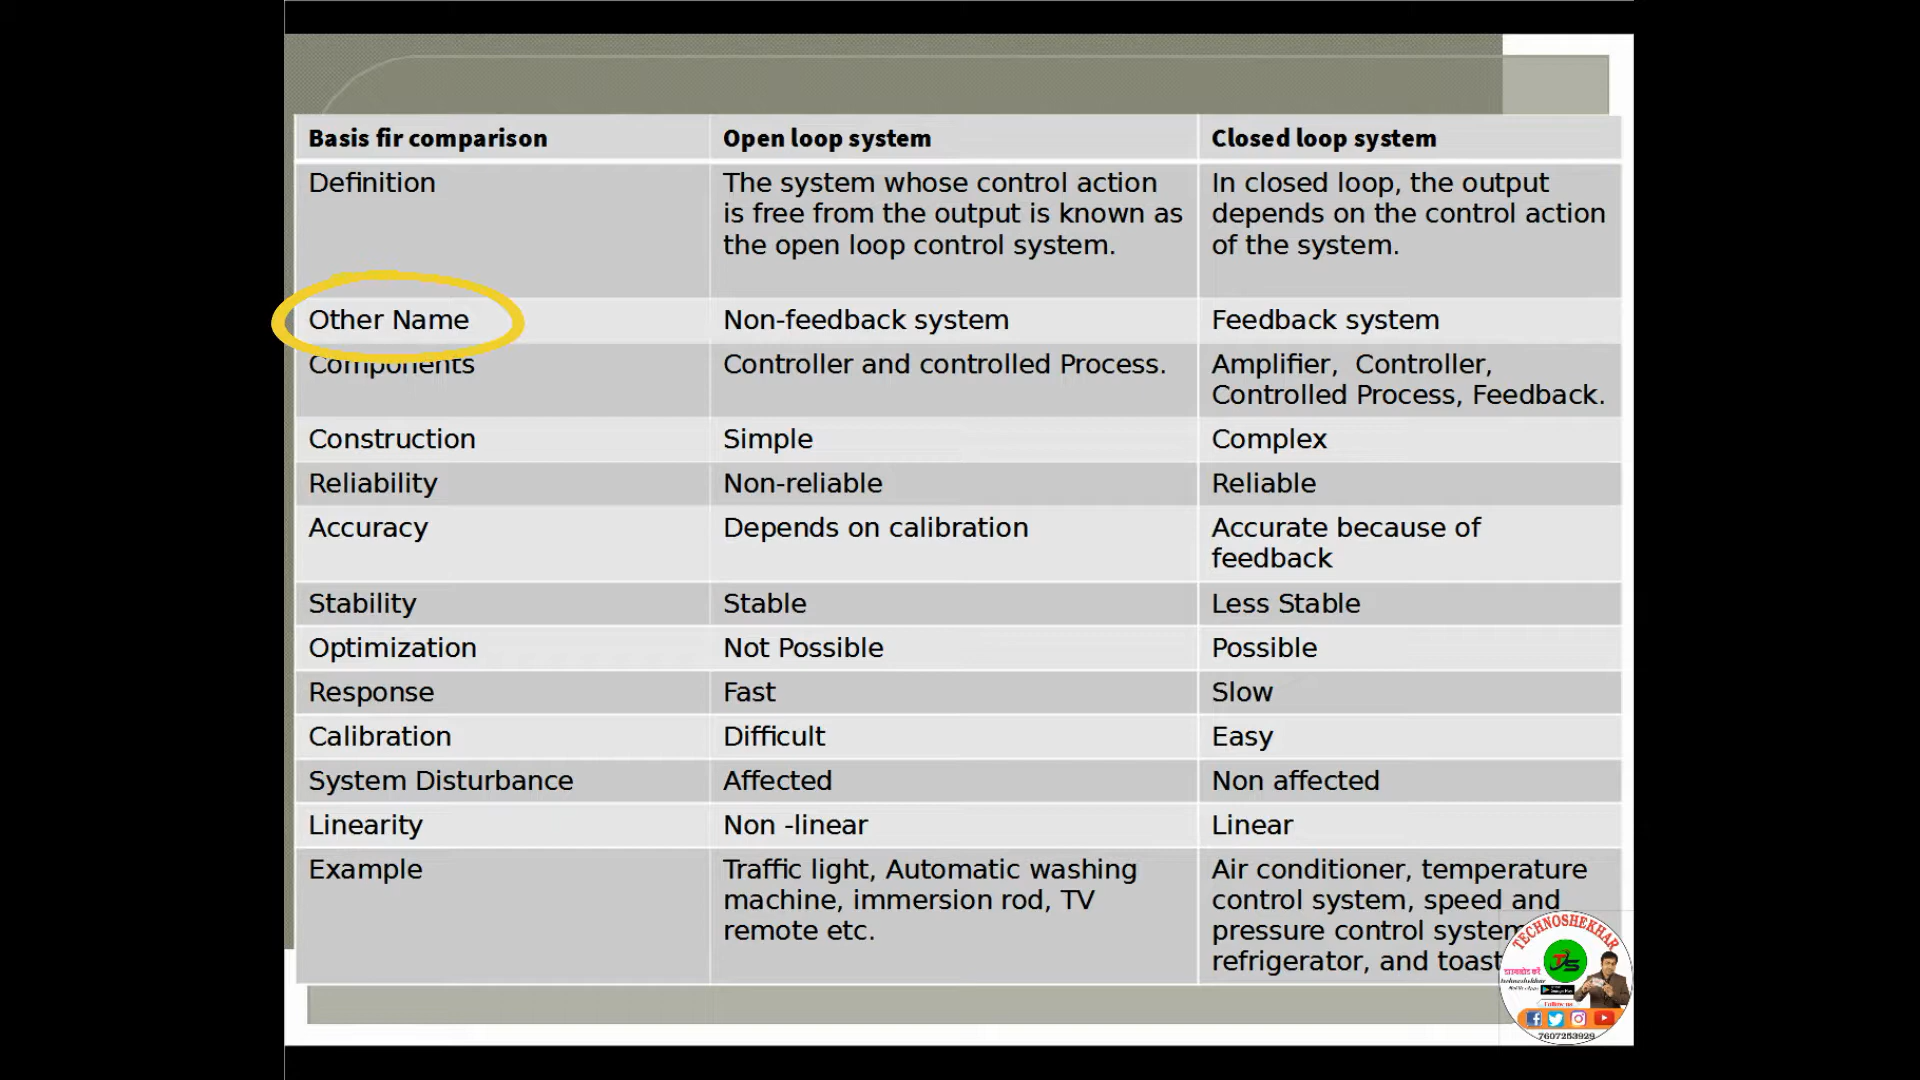 Basis fir comparison
Open loop system
Closed loop system
Definition
The system whose control action
is free from the output is known as
the open loop control system.
In closed loop, the output
depends on the control action
of the system.
Other Name
Non-feedback system
Feedback system
Components
Controller and controlled Process.
Amplifier, Controller,
Controlled Process, Feedback.
Construction
Simple
Complex
Reliability
Non-reliable
Reliable
Accuracy
Depends on calibration
Accurate because of
feedback
Stability
Stable
Less Stable
Optimization
Not Possible
Possible
Response
Fast
Slow
Calibration
Difficult
Easy
System Disturbance
Affected
Non affected
Linearity
Non -linear
Linear
Example
Traffic light, Automatic washing
machine, immersion rod, TV
remote etc.
Air conditioner, temperature
control system, speed and
pressure control system
refrigerator, and toast
TECHNOSHEKHAR
TS
technoshekhar
Follow us
7607253929